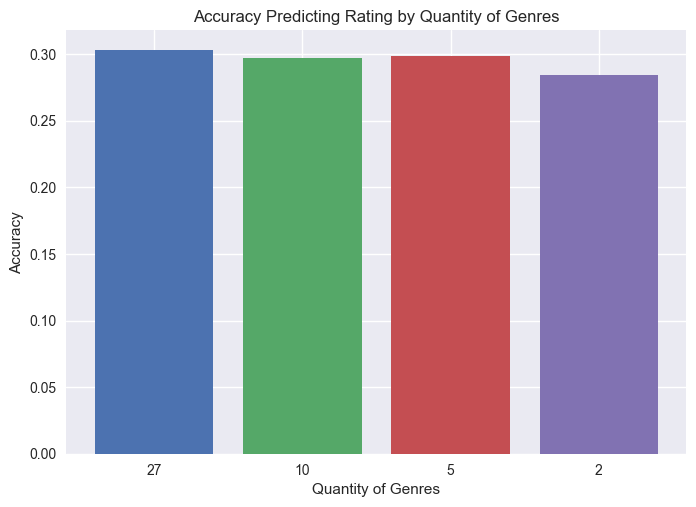 Accuracy Predicting Rating by Quantity of Genres
0.30
0.25
0.20
0.15
0.10
0.05
0.00
Accuracy
27 10 5 2
Quantity of Genres